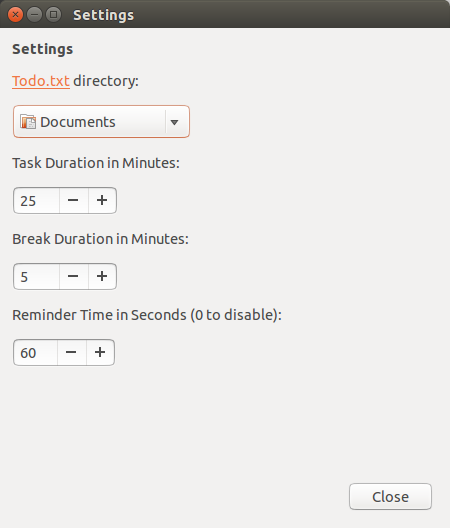 Settings
Settings
Todo.txt directory:
Documents
Task Duration in Minutes:
25
Break Duration in Minutes:
5
Reminder Time in Seconds (0 to disable):
60
Close